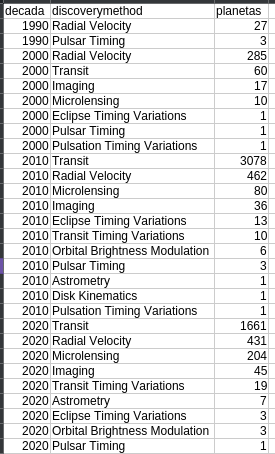 decada discoverymethod planetas
1990 Radial Velocity 27
1990 Pulsar Timing 3
2000 Radial Velocity 285
2000 Transit 60
2000 Imaging 17
2000 Microlensing 10
2000 Eclipse Timing Variations 1
2000 Pulsar Timing 1
2000 Pulsation Timing Variations 1
2010 Transit 3078
2010 Radial Velocity 462
2010 Microlensing 80
2010 Imaging 36
2010 Eclipse Timing Variations 13
2010 Transit Timing Variations 10
2010 Orbital Brightness Modulation 6
2010 Pulsar Timing 3
2010 Astrometry 1
2010 Disk Kinematics 1
2010 Pulsation Timing Variations 1
2020 Transit 1661
2020 Radial Velocity 431
2020 Microlensing 204
2020 Imaging 45
2020 Transit Timing Variations 19
2020 Astrometry 7
2020 Eclipse Timing Variations 3
2020 Orbital Brightness Modulation 3
2020 Pulsar Timing 1